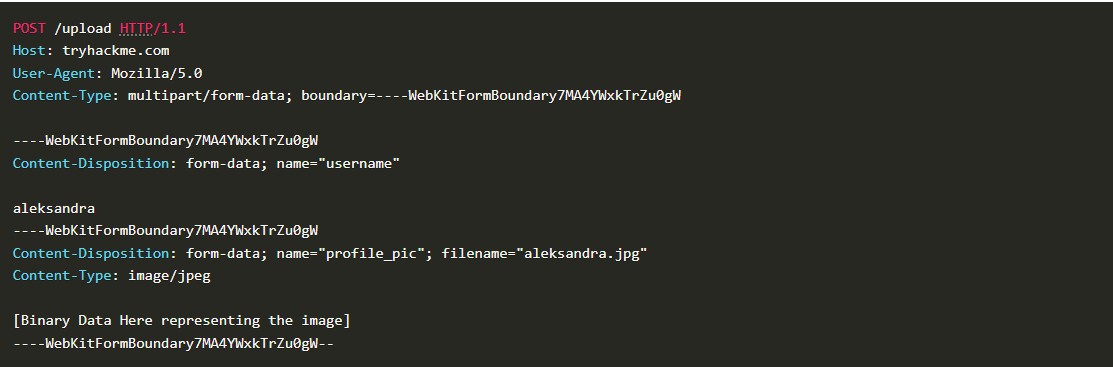 POST /upload HTTP/1.1
Host: tryhackme.com
User-Agent: Mozilla/5.0
Content-Type: multipart/form-data; boundary=----WebKitFormBoundary7MA4YWxkTrZu0gW
----WebKitFormBoundary7MA4YWxkTrZu0gW
Content-Disposition: form-data; name="username"
aleksandra
----WebKitFormBoundary7MA4YWxkTrZu0gW
Content-Disposition: form-data; name="profile_pic"; filename="aleksandra.jpg"
Content-Type: image/jpeg
[Binary Data Here representing the image]
----WebKitFormBoundary7MA4YWxkTrZu0gW--